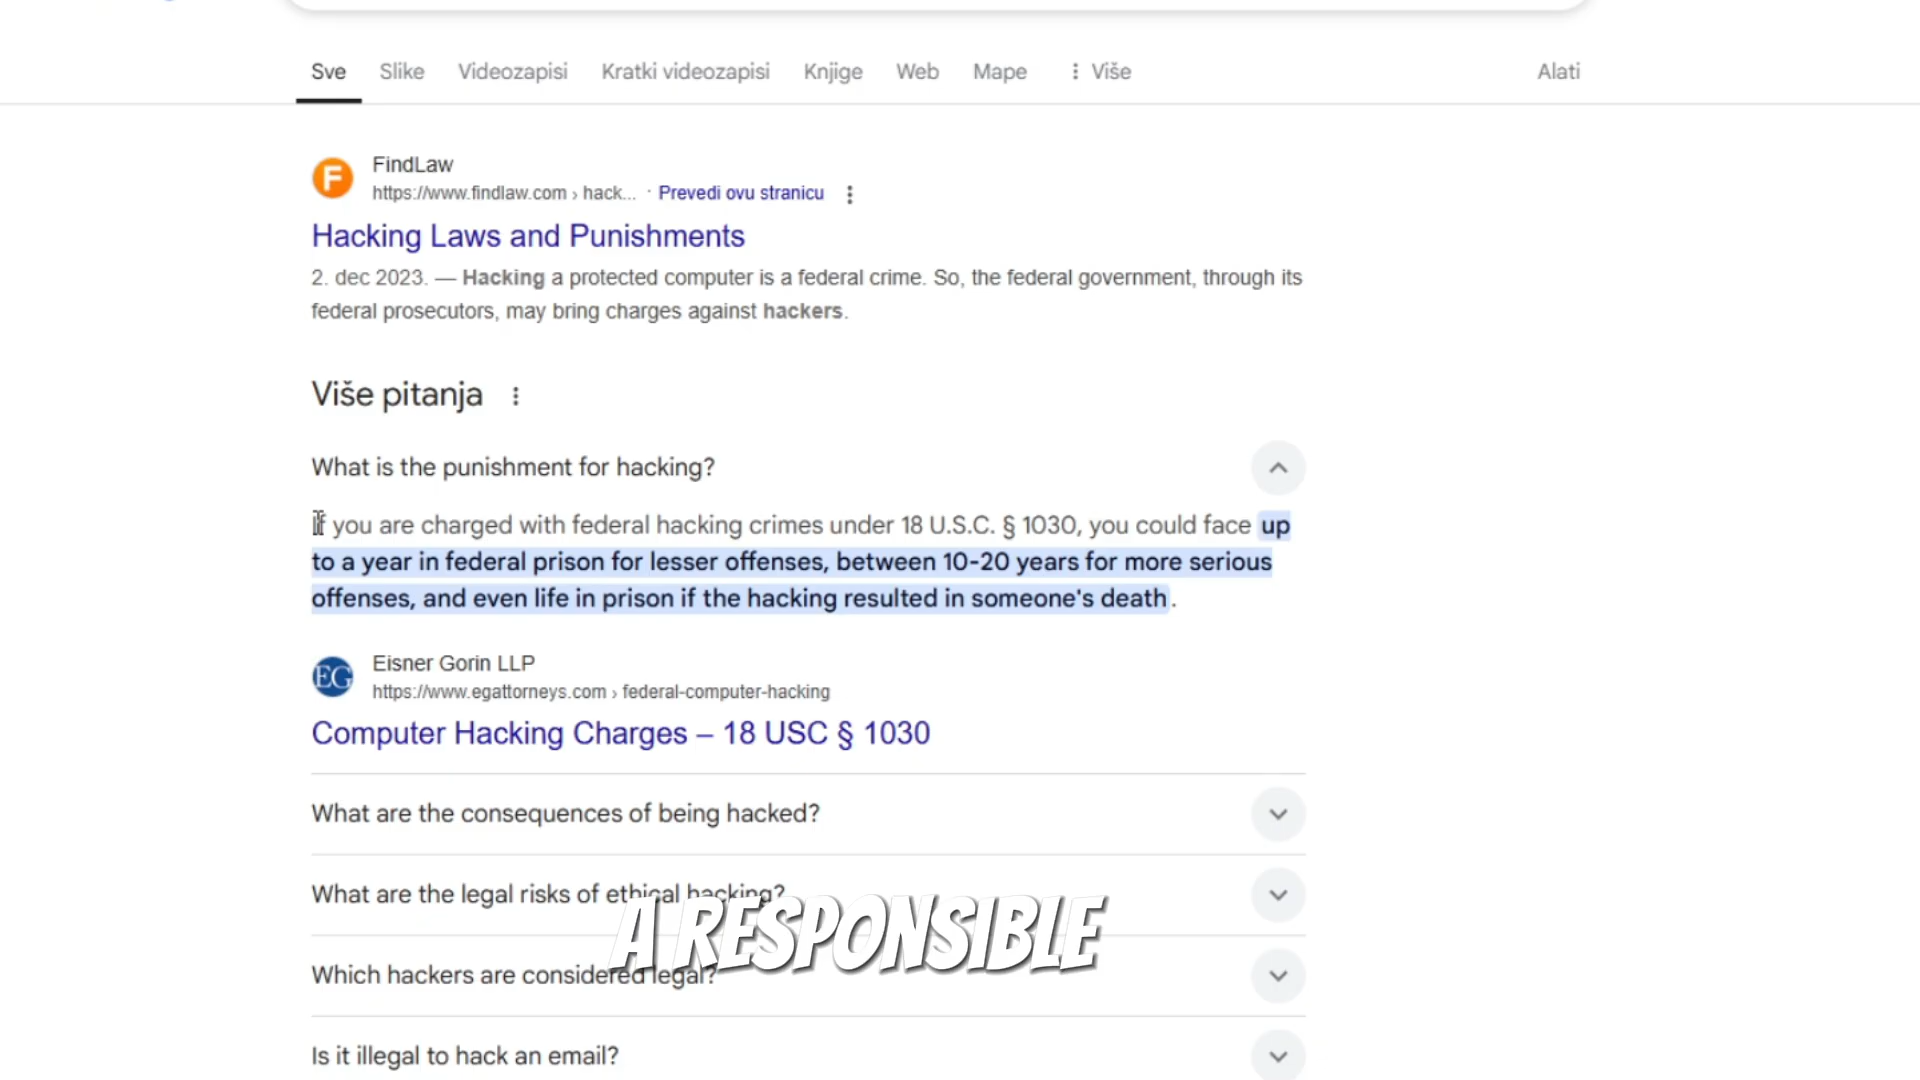 Sve Slike Videozapisi Kratki videozapisi Knjige Web Mape Više Alati
F
FindLaw
https://www.findlaw.com › hack... · Prevedi ovu stranicu
Hacking Laws and Punishments
2. dec 2023. — Hacking a protected computer is a federal crime. So, the federal government, through its
federal prosecutors, may bring charges against hackers.
Više pitanja
What is the punishment for hacking?
If you are charged with federal hacking crimes under 18 U.S.C. § 1030, you could face up
to a year in federal prison for lesser offenses, between 10-20 years for more serious
offenses, and even life in prison if the hacking resulted in someone's death.
EG
Eisner Gorin LLP
https://www.egattorneys.com › federal-computer-hacking
Computer Hacking Charges – 18 USC § 1030
What are the consequences of being hacked?
What are the legal risks of ethical hacking?
A RESPONSIBLE
Which hackers are considered legal?
Is it illegal to hack an email?